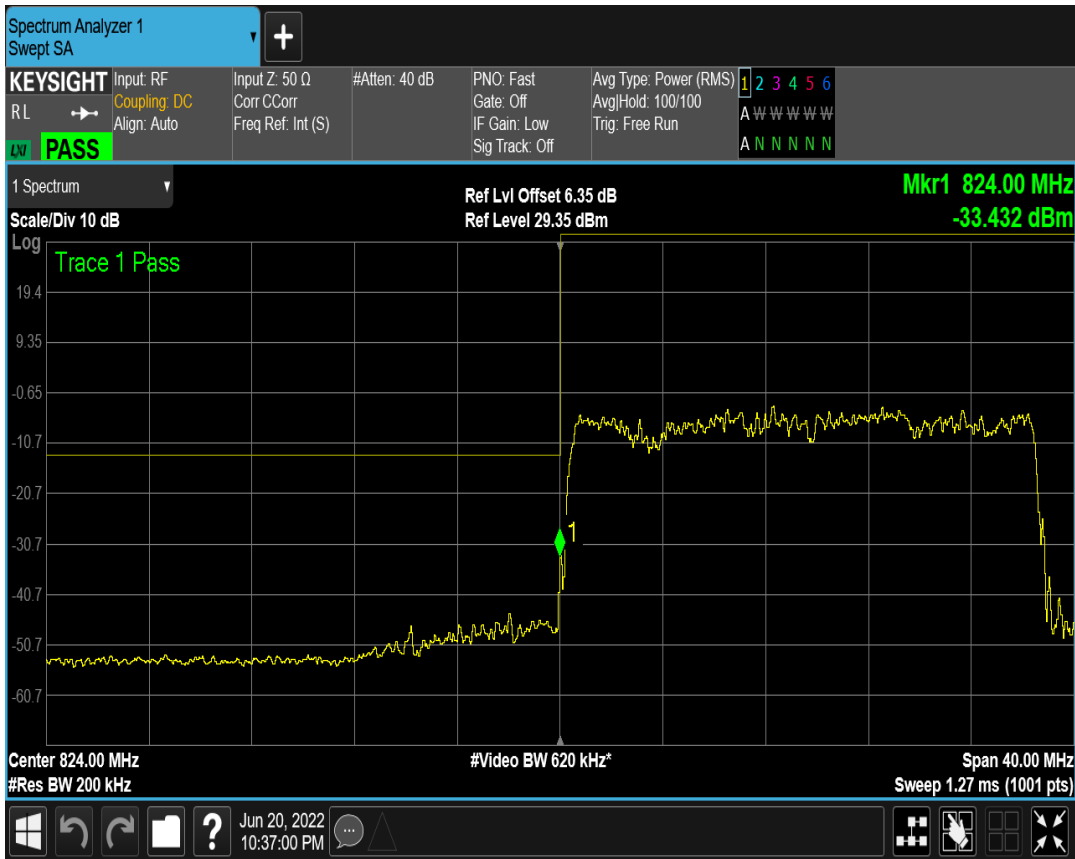 Spectrum Analyzer 1
Swept SA
+
KEYSIGHT
RL
LXI PASS
Input: RF
Coupling: DC
Align: Auto
Input Z: 50 Ω
Corr CCorr
Freq Ref: Int (S)
#Atten: 40 dB
PNO: Fast
Gate: Off
IF Gain: Low
Sig Track: Off
Avg Type: Power (RMS)
Avg|Hold: 100/100
Trig: Free Run
1 2 3 4 5 6
A W W W W W
A N N N N N
1 Spectrum
Scale/Div 10 dB
Ref Lvl Offset 6.35 dB
Ref Level 29.35 dBm
Mkr1 824.00 MHz
-33.432 dBm
Log
Trace 1 Pass
19.4
9.35
-0.65
-10.7
-20.7
-30.7
-40.7
-50.7
-60.7
1
Center 824.00 MHz
#Res BW 200 kHz
#Video BW 620 kHz*
Span 40.00 MHz
Sweep 1.27 ms (1001 pts)
?
Jun 20, 2022
10:37:00 PM